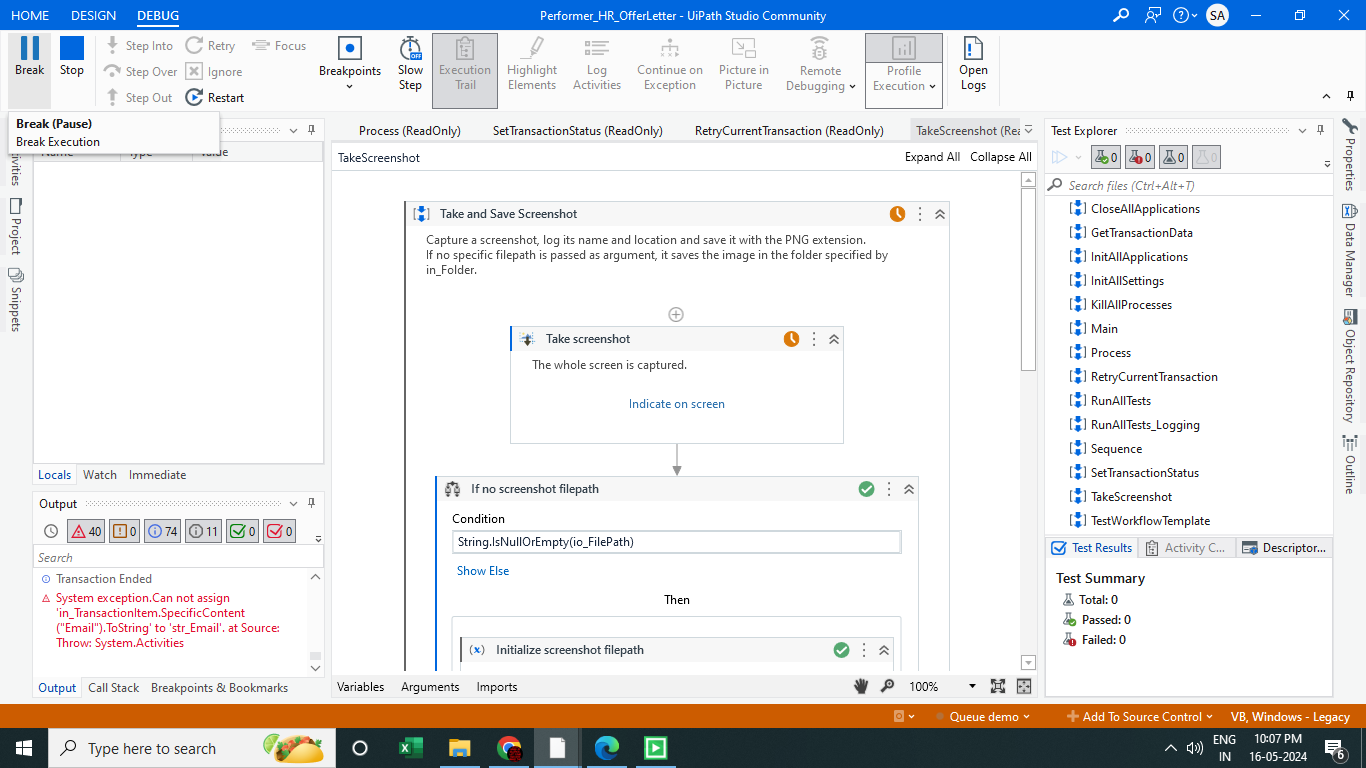 HOME DESIGN DEBUG
Performer_HR_OfferLetter - UiPath Studio Community
SA
Break
Stop
Step Into
Step Over
Step Out
Retry
Ignore
Restart
Focus
Breakpoints
Slow
Step
Execution
Trail
Highlight
Elements
Log
Activities
Continue on
Exception
Picture in
Picture
Remote
Debugging
Profile
Execution
Open
Logs
Break (Pause)
Break Execution
Process (ReadOnly)
SetTransactionStatus (ReadOnly)
RetryCurrentTransaction (ReadOnly)
TakeScreenshot (Rea
Project
Snippets
TakeScreenshot
Expand All Collapse All
Take and Save Screenshot
Capture a screenshot, log its name and location and save it with the PNG extension.
If no specific filepath is passed as argument, it saves the image in the folder specified by
in_Folder.
Take screenshot
The whole screen is captured.
Indicate on screen
If no screenshot filepath
Condition
String.IsNullOrEmpty(io_FilePath)
Show Else
Then
Initialize screenshot filepath
Locals Watch Immediate
Output
OFF
40 0 74 11 0 0
Search
Transaction Ended
System exception.Can not assign
'in_TransactionItem.SpecificContent
("Email").ToString' to 'str_Email'. at Source:
Throw: System.Activities
Output Call Stack Breakpoints & Bookmarks
Variables Arguments Imports
100%
Test Explorer
0 0 0 0
Search files (Ctrl+Alt+T)
CloseAllApplications
GetTransactionData
InitAllApplications
InitAllSettings
KillAllProcesses
Main
Process
RetryCurrentTransaction
RunAllTests
RunAllTests_Logging
Sequence
SetTransactionStatus
TakeScreenshot
TestWorkflowTemplate
Test Results Activity C... Descriptor...
Test Summary
Total: 0
Passed: 0
Failed: 0
Properties
Data Manager
Object Repository
Outline
Queue demo
Add To Source Control
VB, Windows - Legacy
Type here to search
ENG
IN
10:07 PM
16-05-2024
6